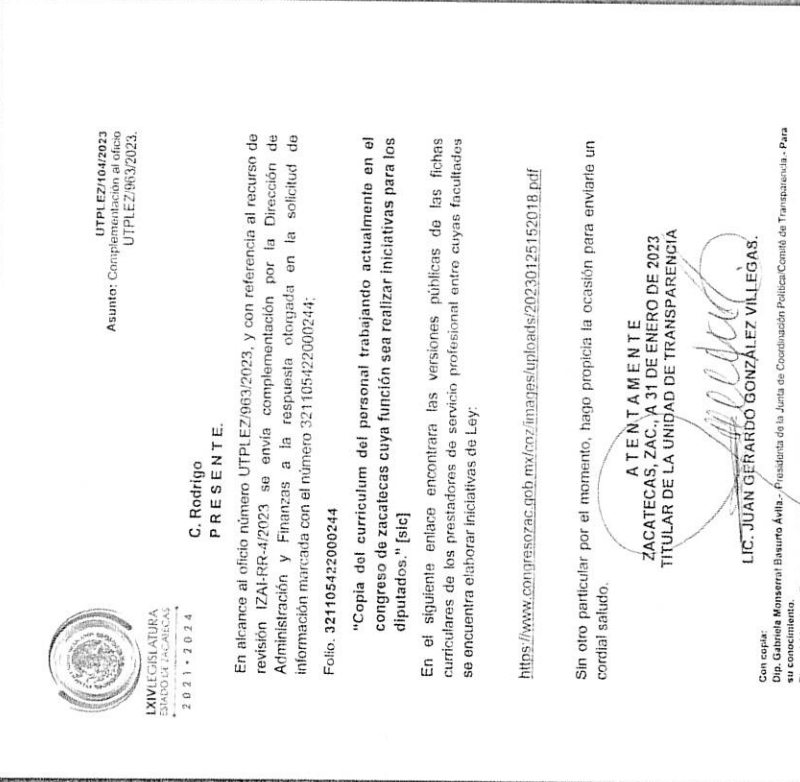 LXIV LEGISLATURA
ESTADO DE ZACATECAS
2021 - 2024
UTPLEZ/104/2023
Asunto: Complementación al oficio
UTPLEZ/963/2023.
C. Rodrigo
P R E S E N T E.
En alcance al oficio número UTPLEZ/963/2023, y con referencia al recurso de
revisión IZAI-RR-4/2023 se envía complementación por la Dirección de
Administración y Finanzas a la respuesta otorgada en la solicitud de
información marcada con el número 321105422000244:
Folio. 321105422000244
"Copia del curriculum del personal trabajando actualmente en el
congreso de zacatecas cuya función sea realizar iniciativas para los
diputados." [sic]
En el siguiente enlace encontrara las versiones públicas de las fichas
curriculares de los prestadores de servicio profesional entre cuyas facultades
se encuentra elaborar iniciativas de Ley:
https://www.congresozac.gob.mx/coz/images/uploads/20230125152018.pdf
Sin otro particular por el momento, hago propicia la ocasión para enviarle un
cordial saludo.
A T E N T A M E N T E
ZACATECAS, ZAC., A 31 DE ENERO DE 2023
TITULAR DE LA UNIDAD DE TRANSPARENCIA
LIC. JUAN GERARDO GONZÁLEZ VILLEGAS.
Con copia:
Dip. Gabriela Monserrat Basurto Ávila.- Presidenta de la Junta de Coordinación Política/Comité de Transparencia.- Para
su conocimiento.